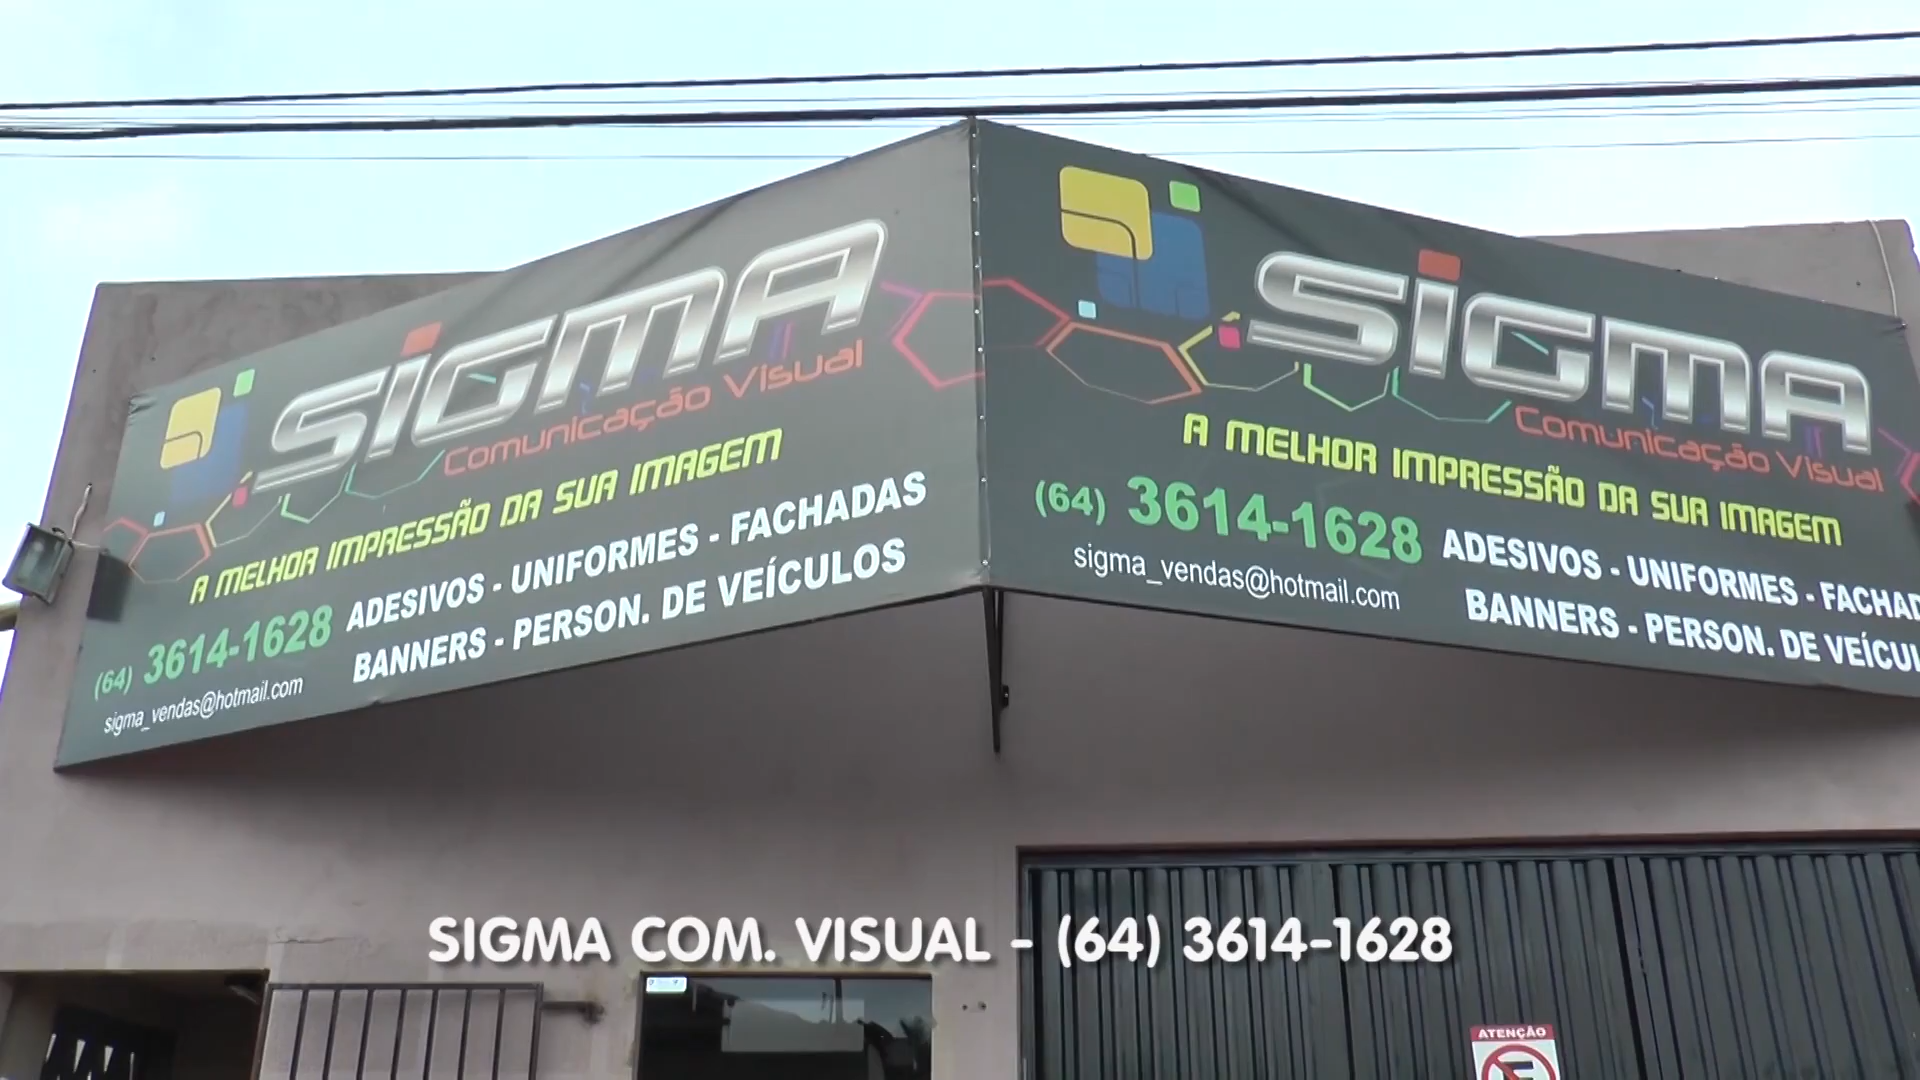 SIGMA
Comunicação Visual
A MELHOR IMPRESSÃO DA SUA IMAGEM
(64) 3614-1628
sigma_vendas@hotmail.com
ADESIVOS - UNIFORMES - FACHADAS
BANNERS - PERSON. DE VEÍCULOS
SIGMA
Comunicação Visual
A MELHOR IMPRESSÃO DA SUA IMAGEM
(64) 3614-1628
sigma_vendas@hotmail.com
ADESIVOS - UNIFORMES - FACHAD
BANNERS - PERSON. DE VEÍCUL
SIGMA COM. VISUAL - (64) 3614-1628
ATENÇÃO
E